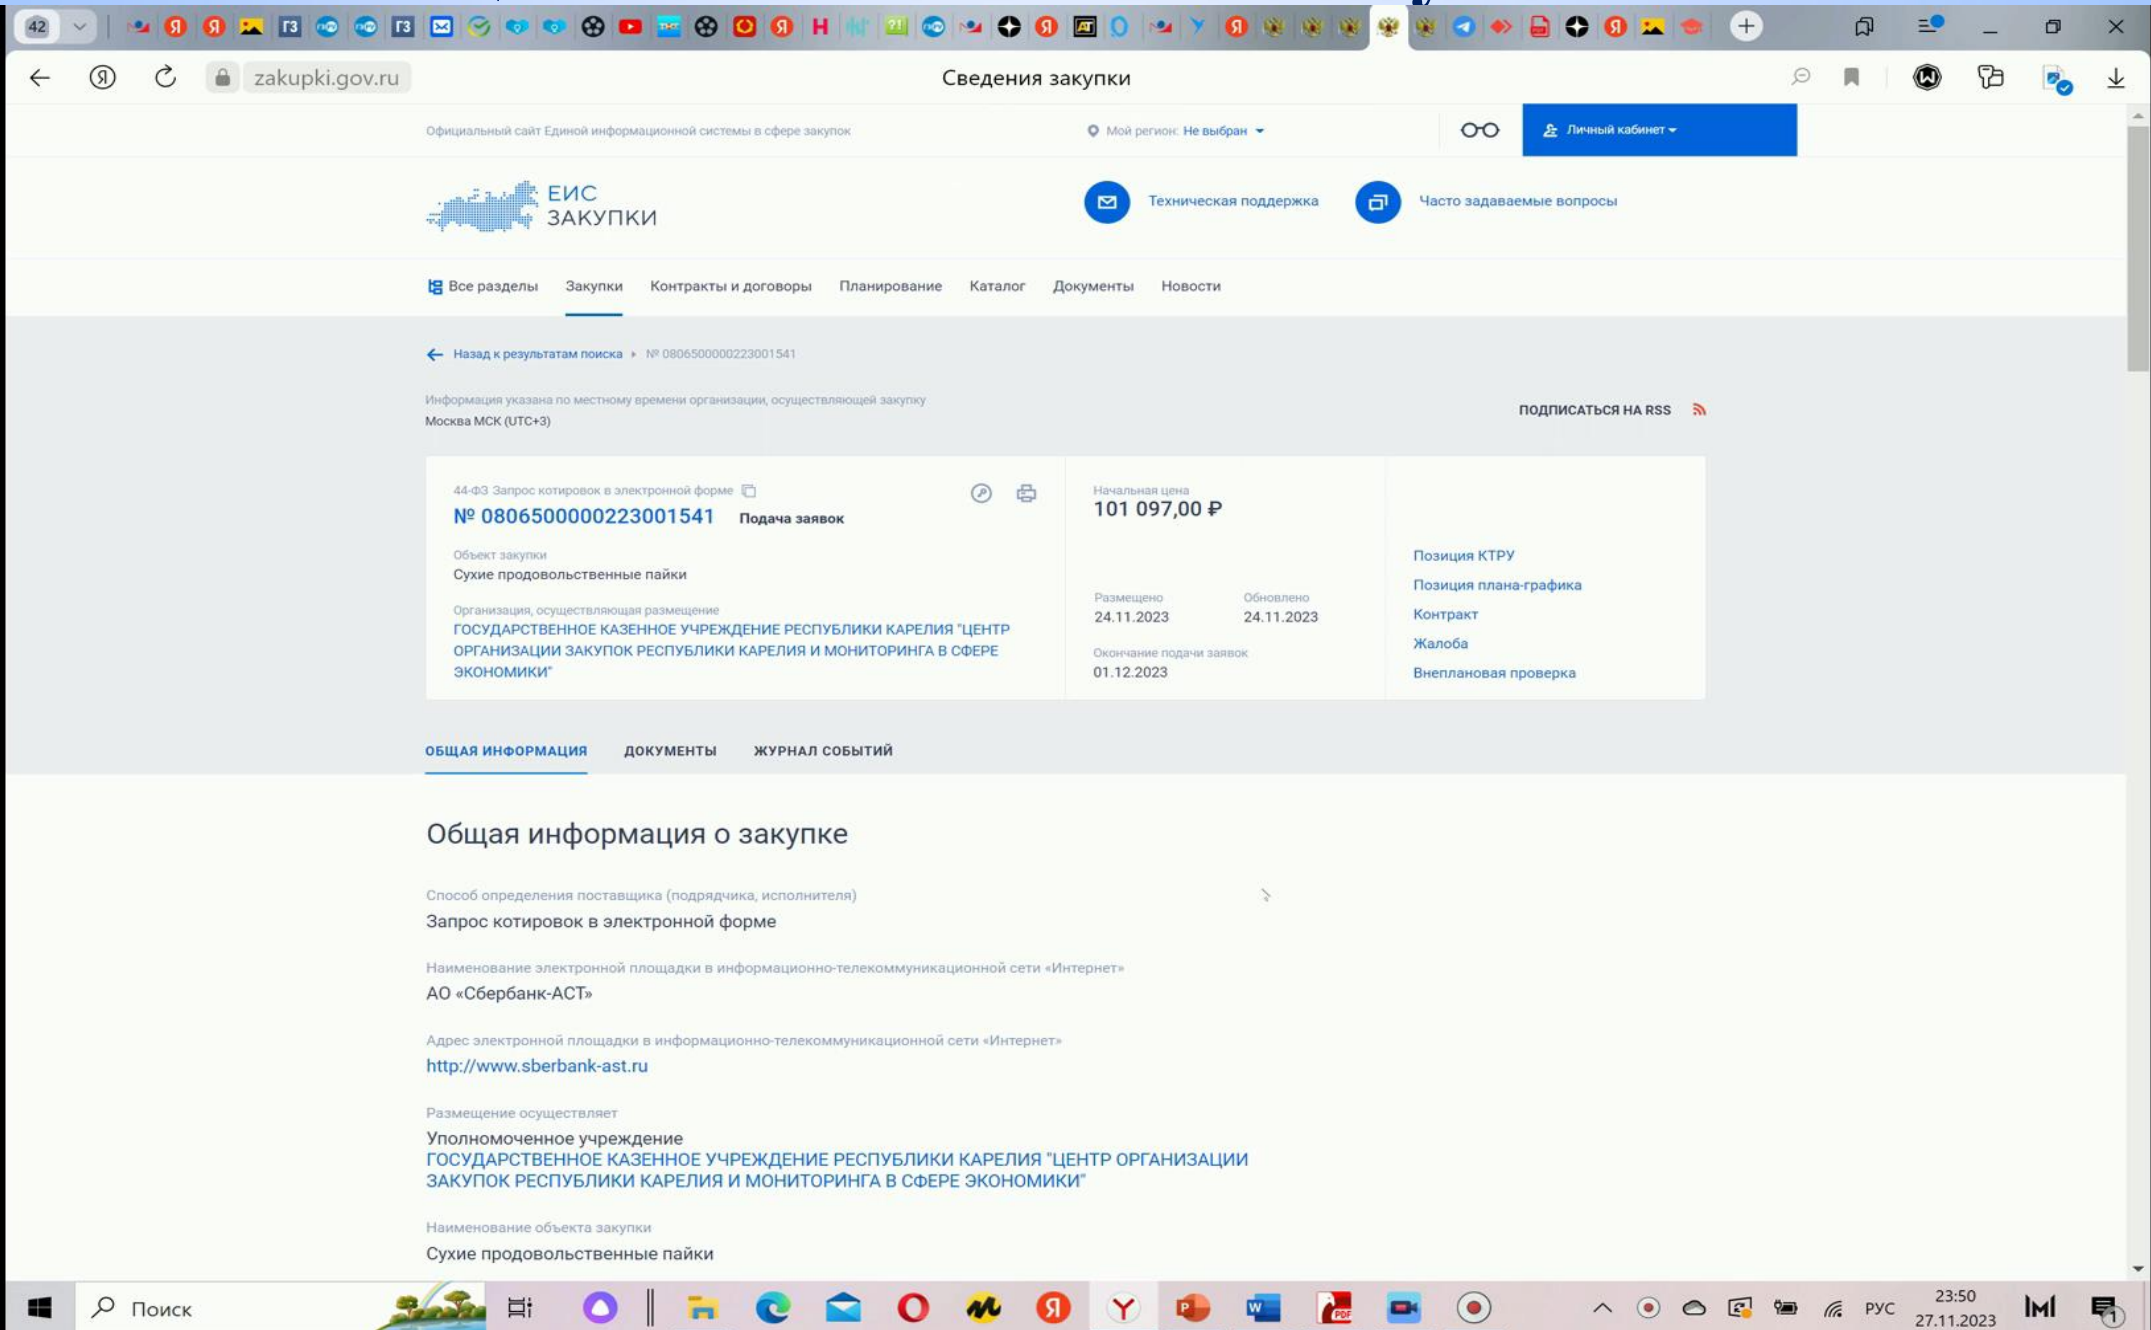 42
zakupki.gov.ru
Сведения закупки
Официальный сайт Единой информационной системы в сфере закупок
Мой регион: Не выбран
Личный кабинет
ЕИС
ЗАКУПКИ
Техническая поддержка
Часто задаваемые вопросы
Все разделы Закупки Контракты и договоры Планирование Каталог Документы Новости
Назад к результатам поиска № 0806500000223001541
Информация указана по местному времени организации, осуществляющей закупку
Москва МСК (UTC+3)
ПОДПИСАТЬСЯ НА RSS
44-ФЗ Запрос котировок в электронной форме
№ 0806500000223001541 Подача заявок
Объект закупки
Сухие продовольственные пайки
Организация, осуществляющая размещение
ГОСУДАРСТВЕННОЕ КАЗЕННОЕ УЧРЕЖДЕНИЕ РЕСПУБЛИКИ КАРЕЛИЯ "ЦЕНТР
ОРГАНИЗАЦИИ ЗАКУПОК РЕСПУБЛИКИ КАРЕЛИЯ И МОНИТОРИНГА В СФЕРЕ
ЭКОНОМИКИ"
Начальная цена
101 097,00 ₽
Размещено Обновлено
24.11.2023 24.11.2023
Окончание подачи заявок
01.12.2023
Позиция КТРУ
Позиция плана-графика
Контракт
Жалоба
Внеплановая проверка
ОБЩАЯ ИНФОРМАЦИЯ ДОКУМЕНТЫ ЖУРНАЛ СОБЫТИЙ
Общая информация о закупке
Способ определения поставщика (подрядчика, исполнителя)
Запрос котировок в электронной форме
Наименование электронной площадки в информационно-телекоммуникационной сети «Интернет»
АО «Сбербанк-АСТ»
Адрес электронной площадки в информационно-телекоммуникационной сети «Интернет»
http://www.sberbank-ast.ru
Размещение осуществляет
Уполномоченное учреждение
ГОСУДАРСТВЕННОЕ КАЗЕННОЕ УЧРЕЖДЕНИЕ РЕСПУБЛИКИ КАРЕЛИЯ "ЦЕНТР ОРГАНИЗАЦИИ
ЗАКУПОК РЕСПУБЛИКИ КАРЕЛИЯ И МОНИТОРИНГА В СФЕРЕ ЭКОНОМИКИ"
Наименование объекта закупки
Сухие продовольственные пайки
Поиск
РУС
23:50
27.11.2023